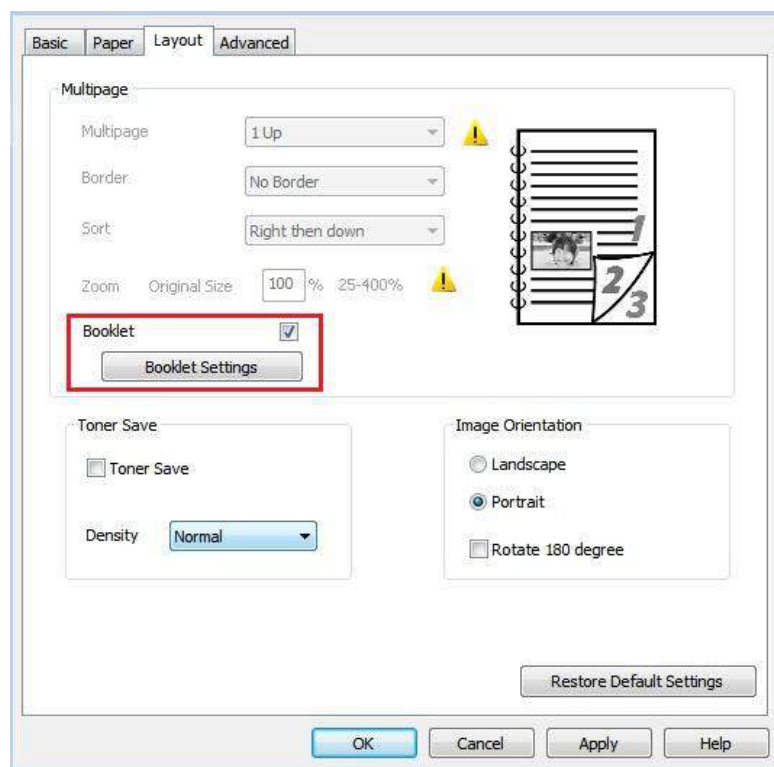 Basic Paper Layout Advanced
Multipage
Multipage 1 Up
Border No Border
Sort Right then down
Zoom Original Size 100 % 25-400%
1
2
3
Booklet
Booklet Settings
Toner Save
Toner Save
Density Normal
Image Orientation
Landscape
Portrait
Rotate 180 degree
Restore Default Settings
OK Cancel Apply Help